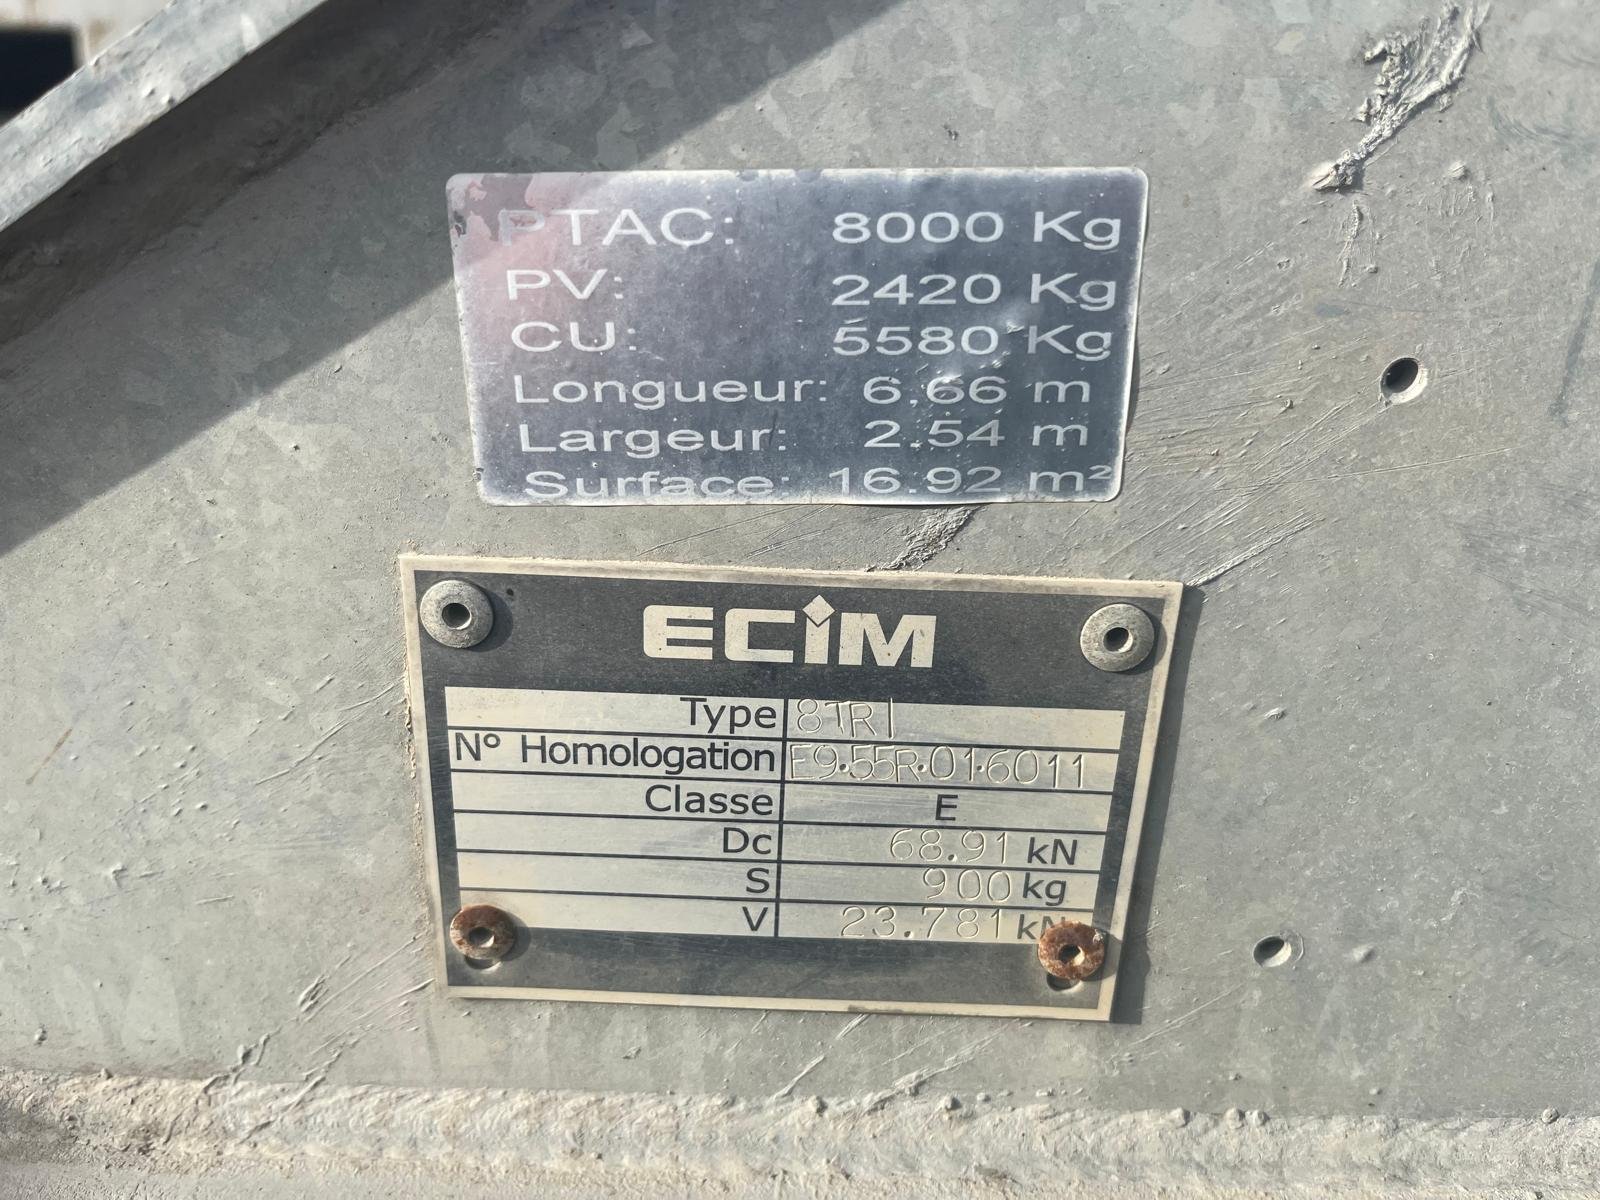 PTAC: 8000 Kg
PV: 2420 Kg
CU: 5580 Kg
Longueur: 6.66 m
Largeur: 2.54 m
Surface: 16.92 m²
ECiM
Type 8TR1
N° Homologation E9.55R.01.6011
Classe E
Dc 68.91 kN
S 900 kg
V 23.781 kN